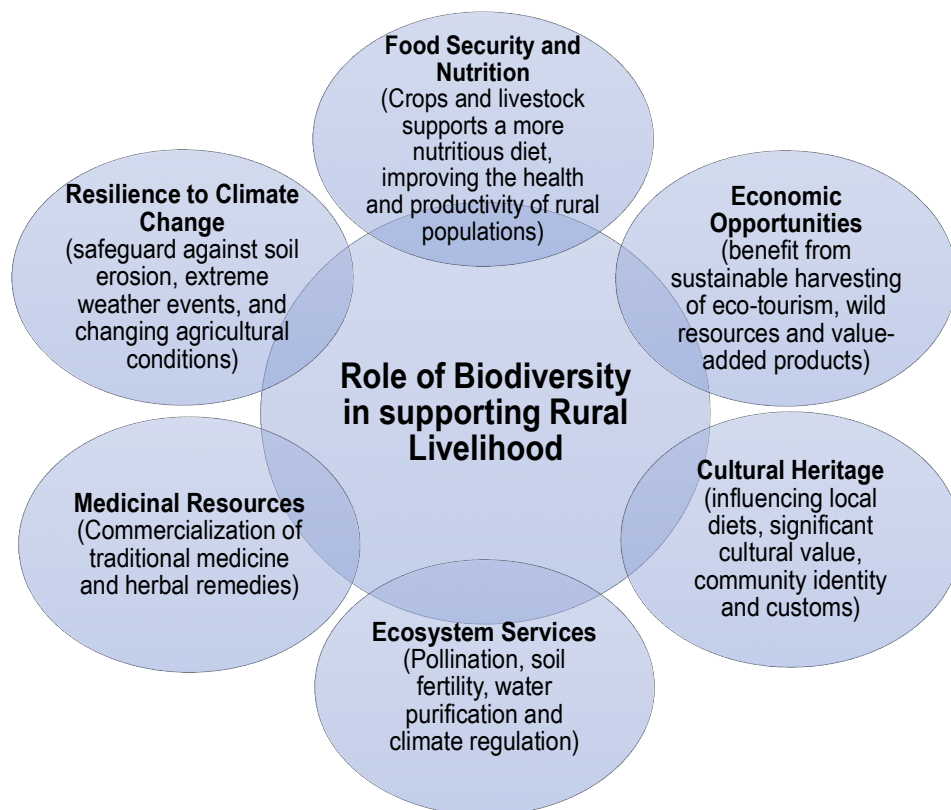 Food Security and
Nutrition
(Crops and livestock
supports a more
nutritious diet,
improving the health
and productivity of rural
populations)
Economic
Opportunities
(benefit from
sustainable harvesting
of eco-tourism, wild
resources and value-
added products)
Cultural Heritage
(influencing local
diets, significant
cultural value,
community identity
and customs)
Ecosystem Services
(Pollination, soil
fertility, water
purification and
climate regulation)
Medicinal Resources
(Commercialization of
traditional medicine
and herbal remedies)
Resilience to Climate
Change
(safeguard against soil
erosion, extreme
weather events, and
changing agricultural
conditions)
Role of Biodiversity
in supporting Rural
Livelihood